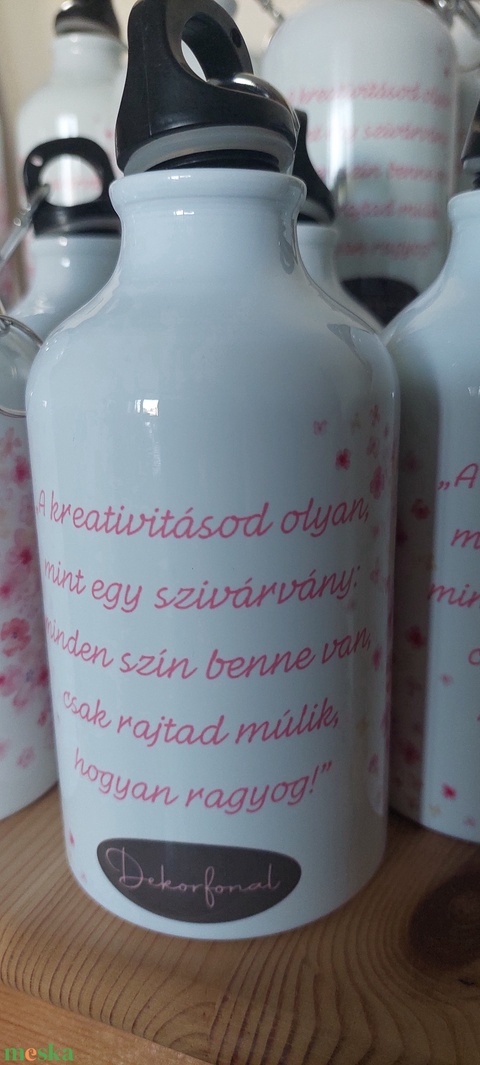 „A kreativitásod olyan,
mint egy szivárvány:
minden szín benne van,
csak rajtad múlik,
hogyan ragyog!”
Dekorfonal
„A
meska